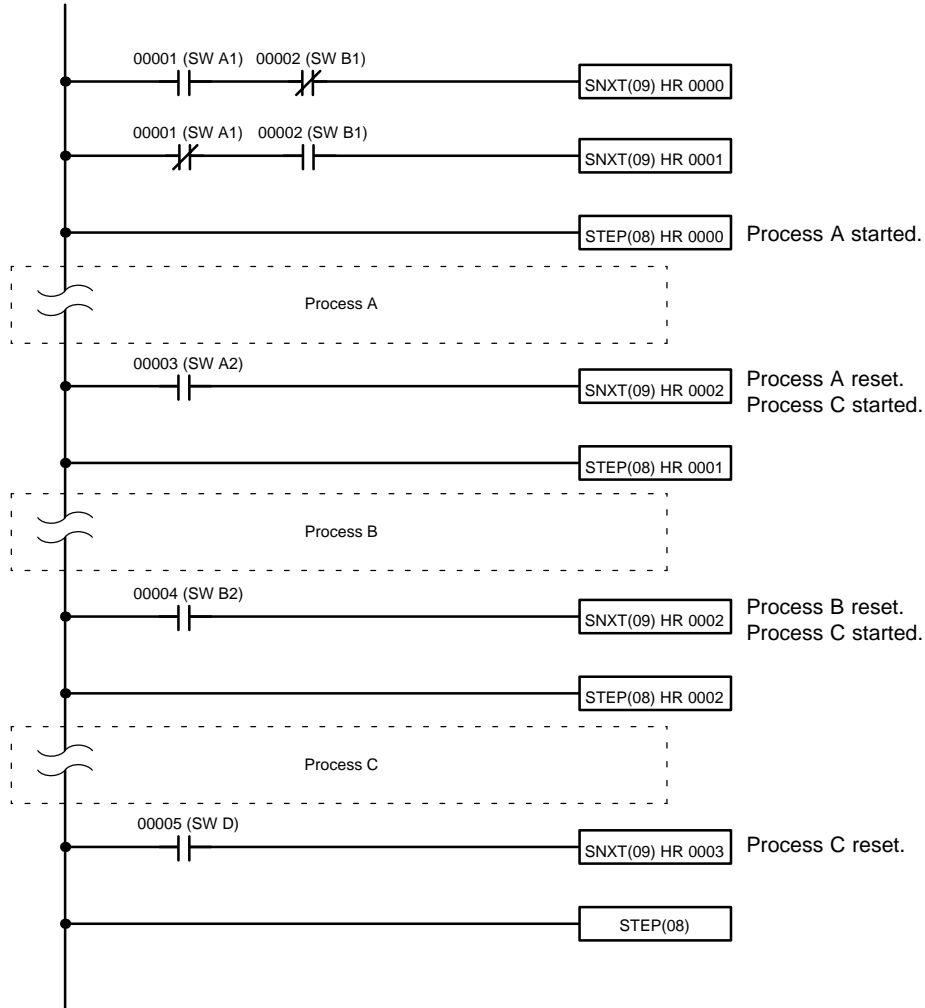 00001 (SW A1) 00002 (SW B1)
SNXT(09) HR 0000
00001 (SW A1) 00002 (SW B1)
SNXT(09) HR 0001
STEP(08) HR 0000 Process A started.
Process A
00003 (SW A2)
SNXT(09) HR 0002 Process A reset.
Process C started.
STEP(08) HR 0001
Process B
00004 (SW B2)
SNXT(09) HR 0002 Process B reset.
Process C started.
STEP(08) HR 0002
Process C
00005 (SW D)
SNXT(09) HR 0003 Process C reset.
STEP(08)